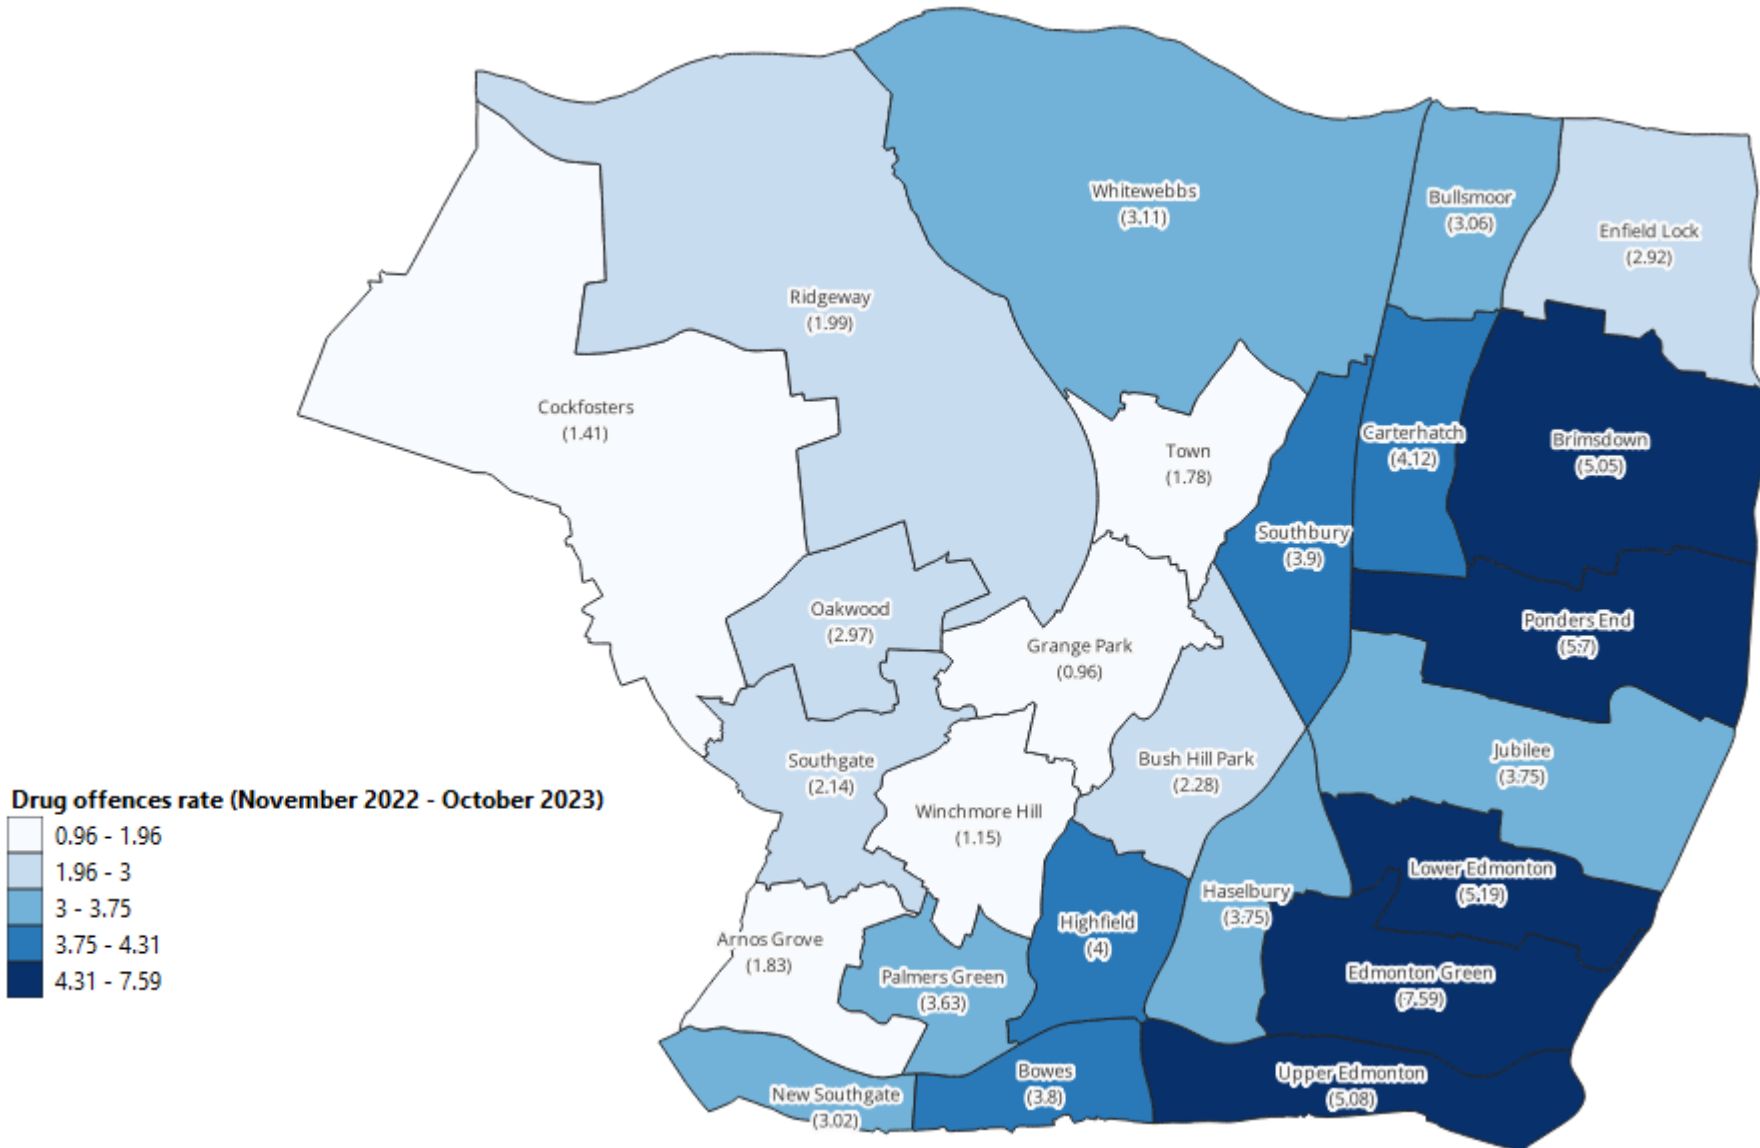 Whitewebbs
(3.11)
Bullsmoor
(3.06)
Enfield Lock
(2.92)
Ridgeway
(1.99)
Cockfosters
(1.41)
Town
(1.78)
Carterhatch
(4.12)
Brimsdown
(5.05)
Southbury
(3.9)
Oakwood
(2.97)
Grange Park
(0.96)
Ponders End
(5.7)
Southgate
(2.14)
Bush Hill Park
(2.28)
Jubilee
(3.75)
Winchmore Hill
(1.15)
Lower Edmonton
(5.19)
Haselbury
(3.75)
Highfield
(4)
Arnos Grove
(1.83)
Palmers Green
(3.63)
Edmonton Green
(7.59)
New Southgate
(3.02)
Bowes
(3.8)
Upper Edmonton
(5.08)
Drug offences rate (November 2022 - October 2023)
0.96 - 1.96
1.96 - 3
3 - 3.75
3.75 - 4.31
4.31 - 7.59